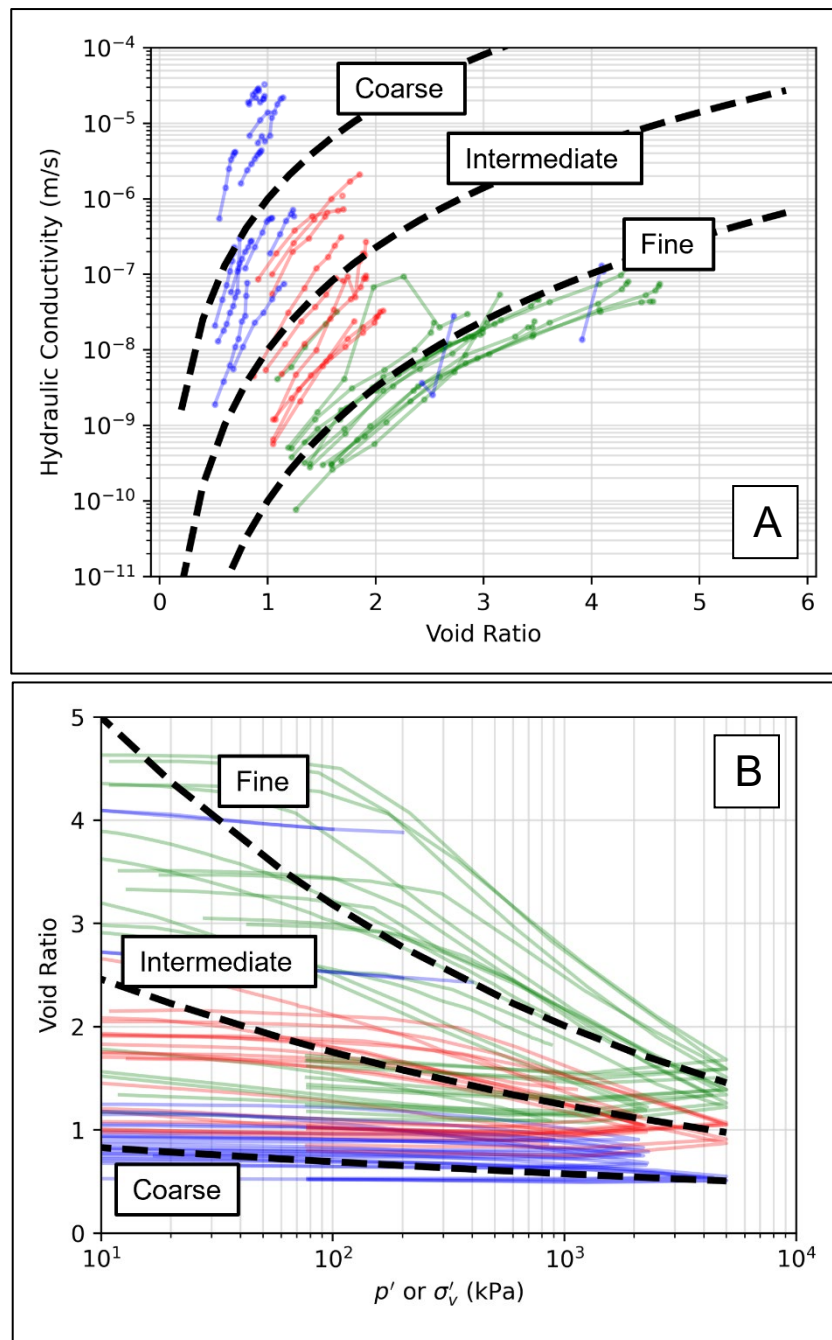 10⁻⁴
10⁻⁵
10⁻⁶
10⁻⁷
10⁻⁸
10⁻⁹
10⁻¹⁰
10⁻¹¹
Hydraulic Conductivity (m/s)
Coarse
Intermediate
Fine
A
0 1 2 3 4 5 6
Void Ratio
5
4
3
2
1
0
Void Ratio
B
Fine
Intermediate
Coarse
10¹ 10² 10³ 10⁴
p′ or σ′ᵥ (kPa)